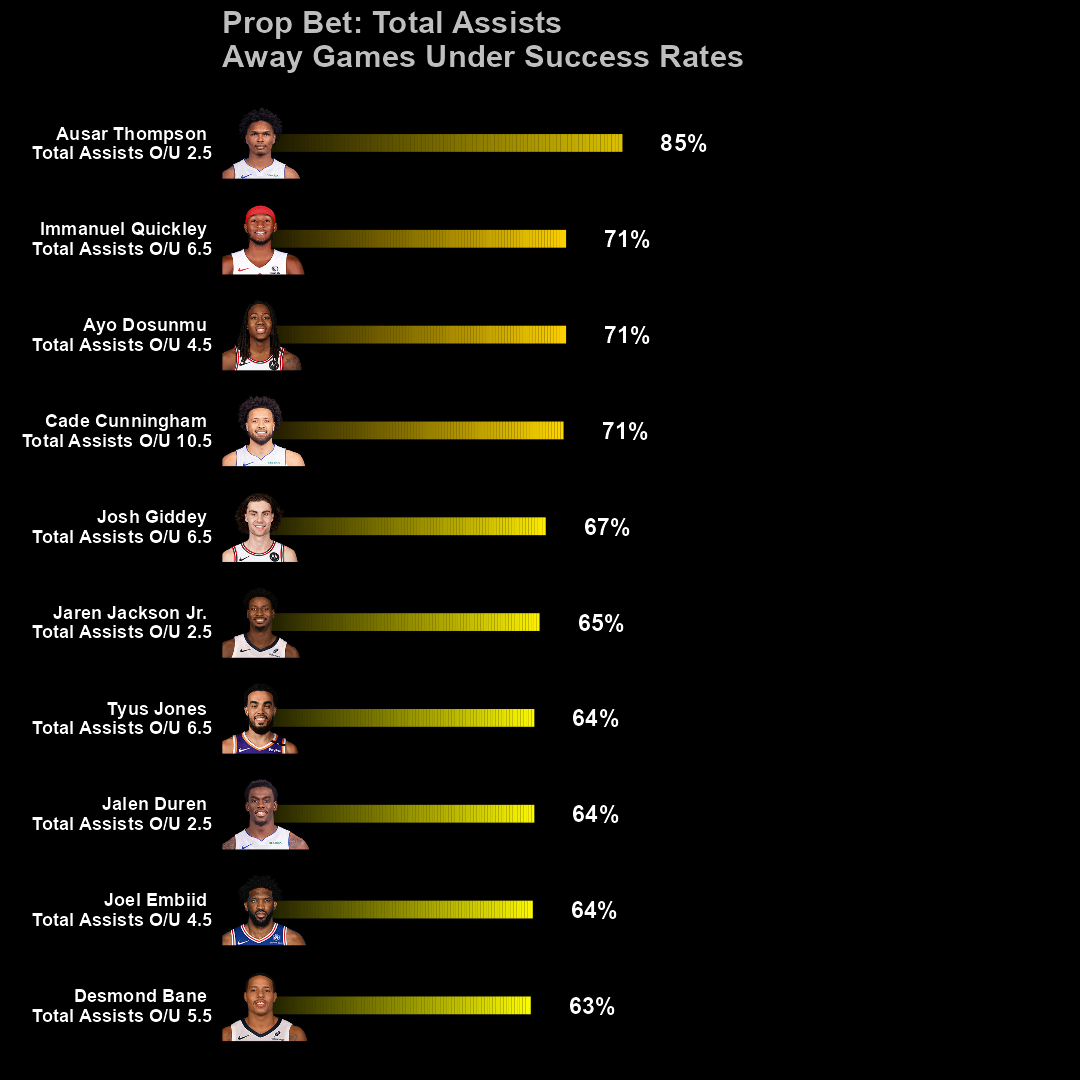 Prop Bet: Total Assists
Away Games Under Success Rates
Ausar Thompson
Total Assists O/U 2.5
85%
Immanuel Quickley
Total Assists O/U 6.5
71%
Ayo Dosunmu
Total Assists O/U 4.5
71%
Cade Cunningham
Total Assists O/U 10.5
71%
Josh Giddey
Total Assists O/U 6.5
67%
Jaren Jackson Jr.
Total Assists O/U 2.5
65%
Tyus Jones
Total Assists O/U 6.5
64%
Jalen Duren
Total Assists O/U 2.5
64%
Joel Embiid
Total Assists O/U 4.5
64%
Desmond Bane
Total Assists O/U 5.5
63%